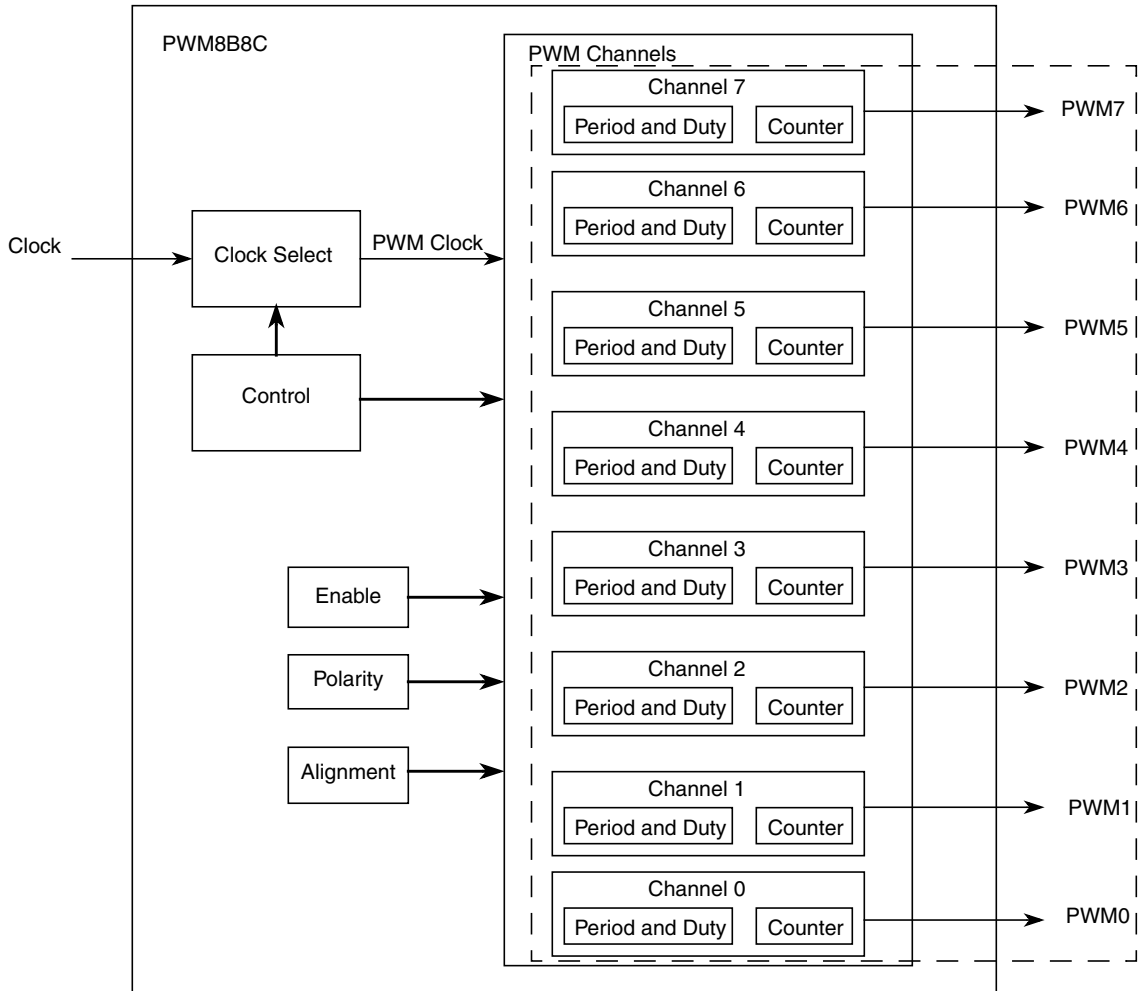 PWM8B8C
PWM Channels
Channel 7
Period and Duty
Counter
PWM7
Channel 6
Period and Duty
Counter
PWM6
Clock
Clock Select
PWM Clock
Channel 5
Period and Duty
Counter
PWM5
Control
Channel 4
Period and Duty
Counter
PWM4
Enable
Channel 3
Period and Duty
Counter
PWM3
Polarity
Channel 2
Period and Duty
Counter
PWM2
Alignment
Channel 1
Period and Duty
Counter
PWM1
Channel 0
Period and Duty
Counter
PWM0